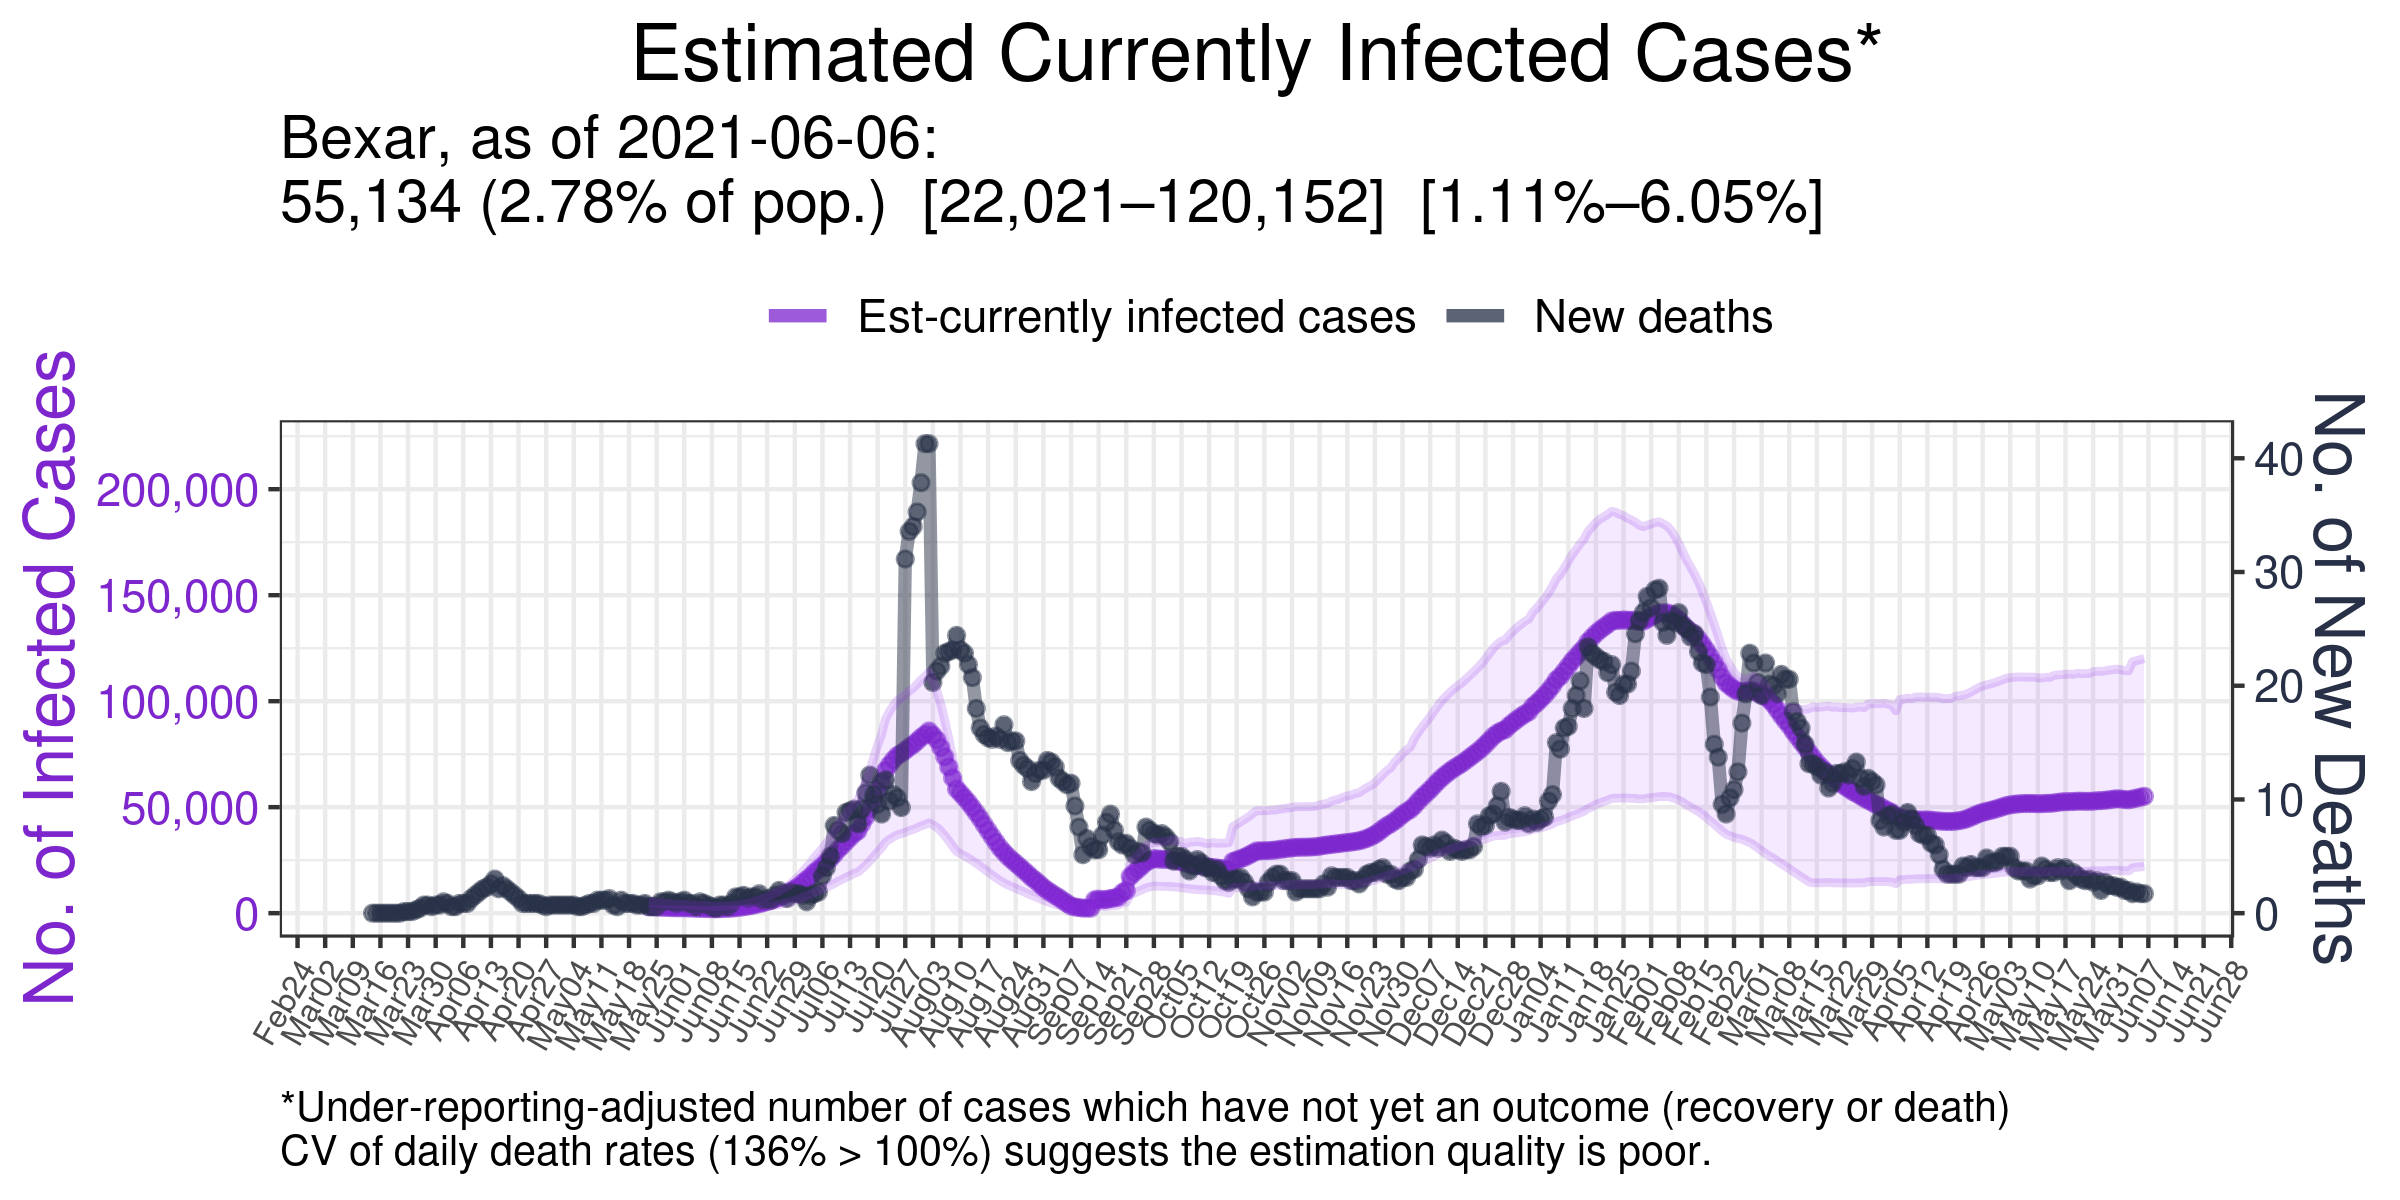 Estimated Currently Infected Cases*
Bexar, as of 2021-06-06:
55,134 (2.78% of pop.) [22,021–120,152] [1.11%–6.05%]
Est-currently infected cases
New deaths
No. of Infected Cases
200,000
150,000
100,000
50,000
0
40
30
20
10
0
No. of New Deaths
Feb24
Mar02
Mar09
Mar16
Mar23
Mar30
Apr06
Apr13
Apr20
Apr27
May04
May11
May18
May25
Jun01
Jun08
Jun15
Jun22
Jun29
Jul06
Jul13
Jul20
Jul27
Aug03
Aug10
Aug17
Aug24
Aug31
Sep07
Sep14
Sep21
Sep28
Oct05
Oct12
Oct19
Oct26
Nov02
Nov09
Nov16
Nov23
Nov30
Dec07
Dec14
Dec21
Dec28
Jan04
Jan11
Jan18
Jan25
Feb01
Feb08
Feb15
Feb22
Mar01
Mar08
Mar15
Mar22
Mar29
Apr05
Apr12
Apr19
Apr26
May03
May10
May17
May24
May31
Jun07
Jun14
Jun21
Jun28
*Under-reporting-adjusted number of cases which have not yet an outcome (recovery or death)
CV of daily death rates (136% > 100%) suggests the estimation quality is poor.